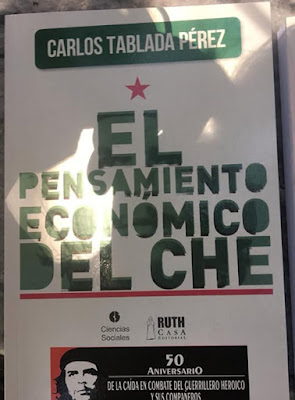 CARLOS TABLADA PÉREZ
EL
PENSAMIENTO
ECONÓMICO
DEL CHE
Ciencias
Sociales
RUTH
CASA
EDITORIAL
50
ANIVERSARIO
DE LA CAÍDA EN COMBATE DEL GUERRILLERO HEROICO
Y SUS COMPAÑEROS